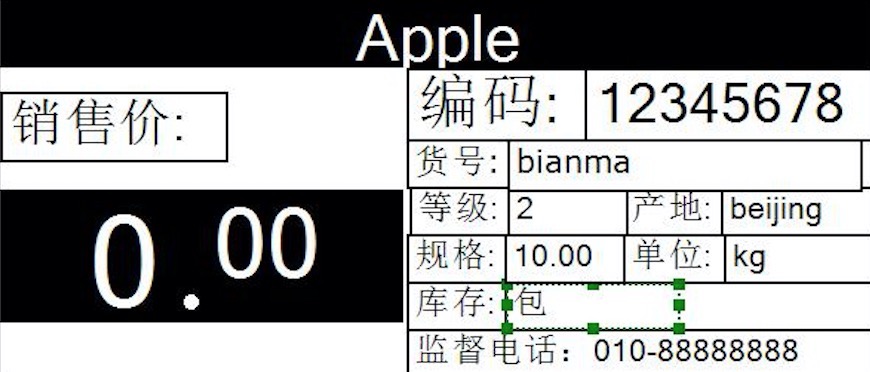 Apple
销售价:
0.00
编码: 12345678
货号: bianma
等级: 2 产地: beijing
规格: 10.00 单位: kg
库存: 包
监督电话：010-88888888